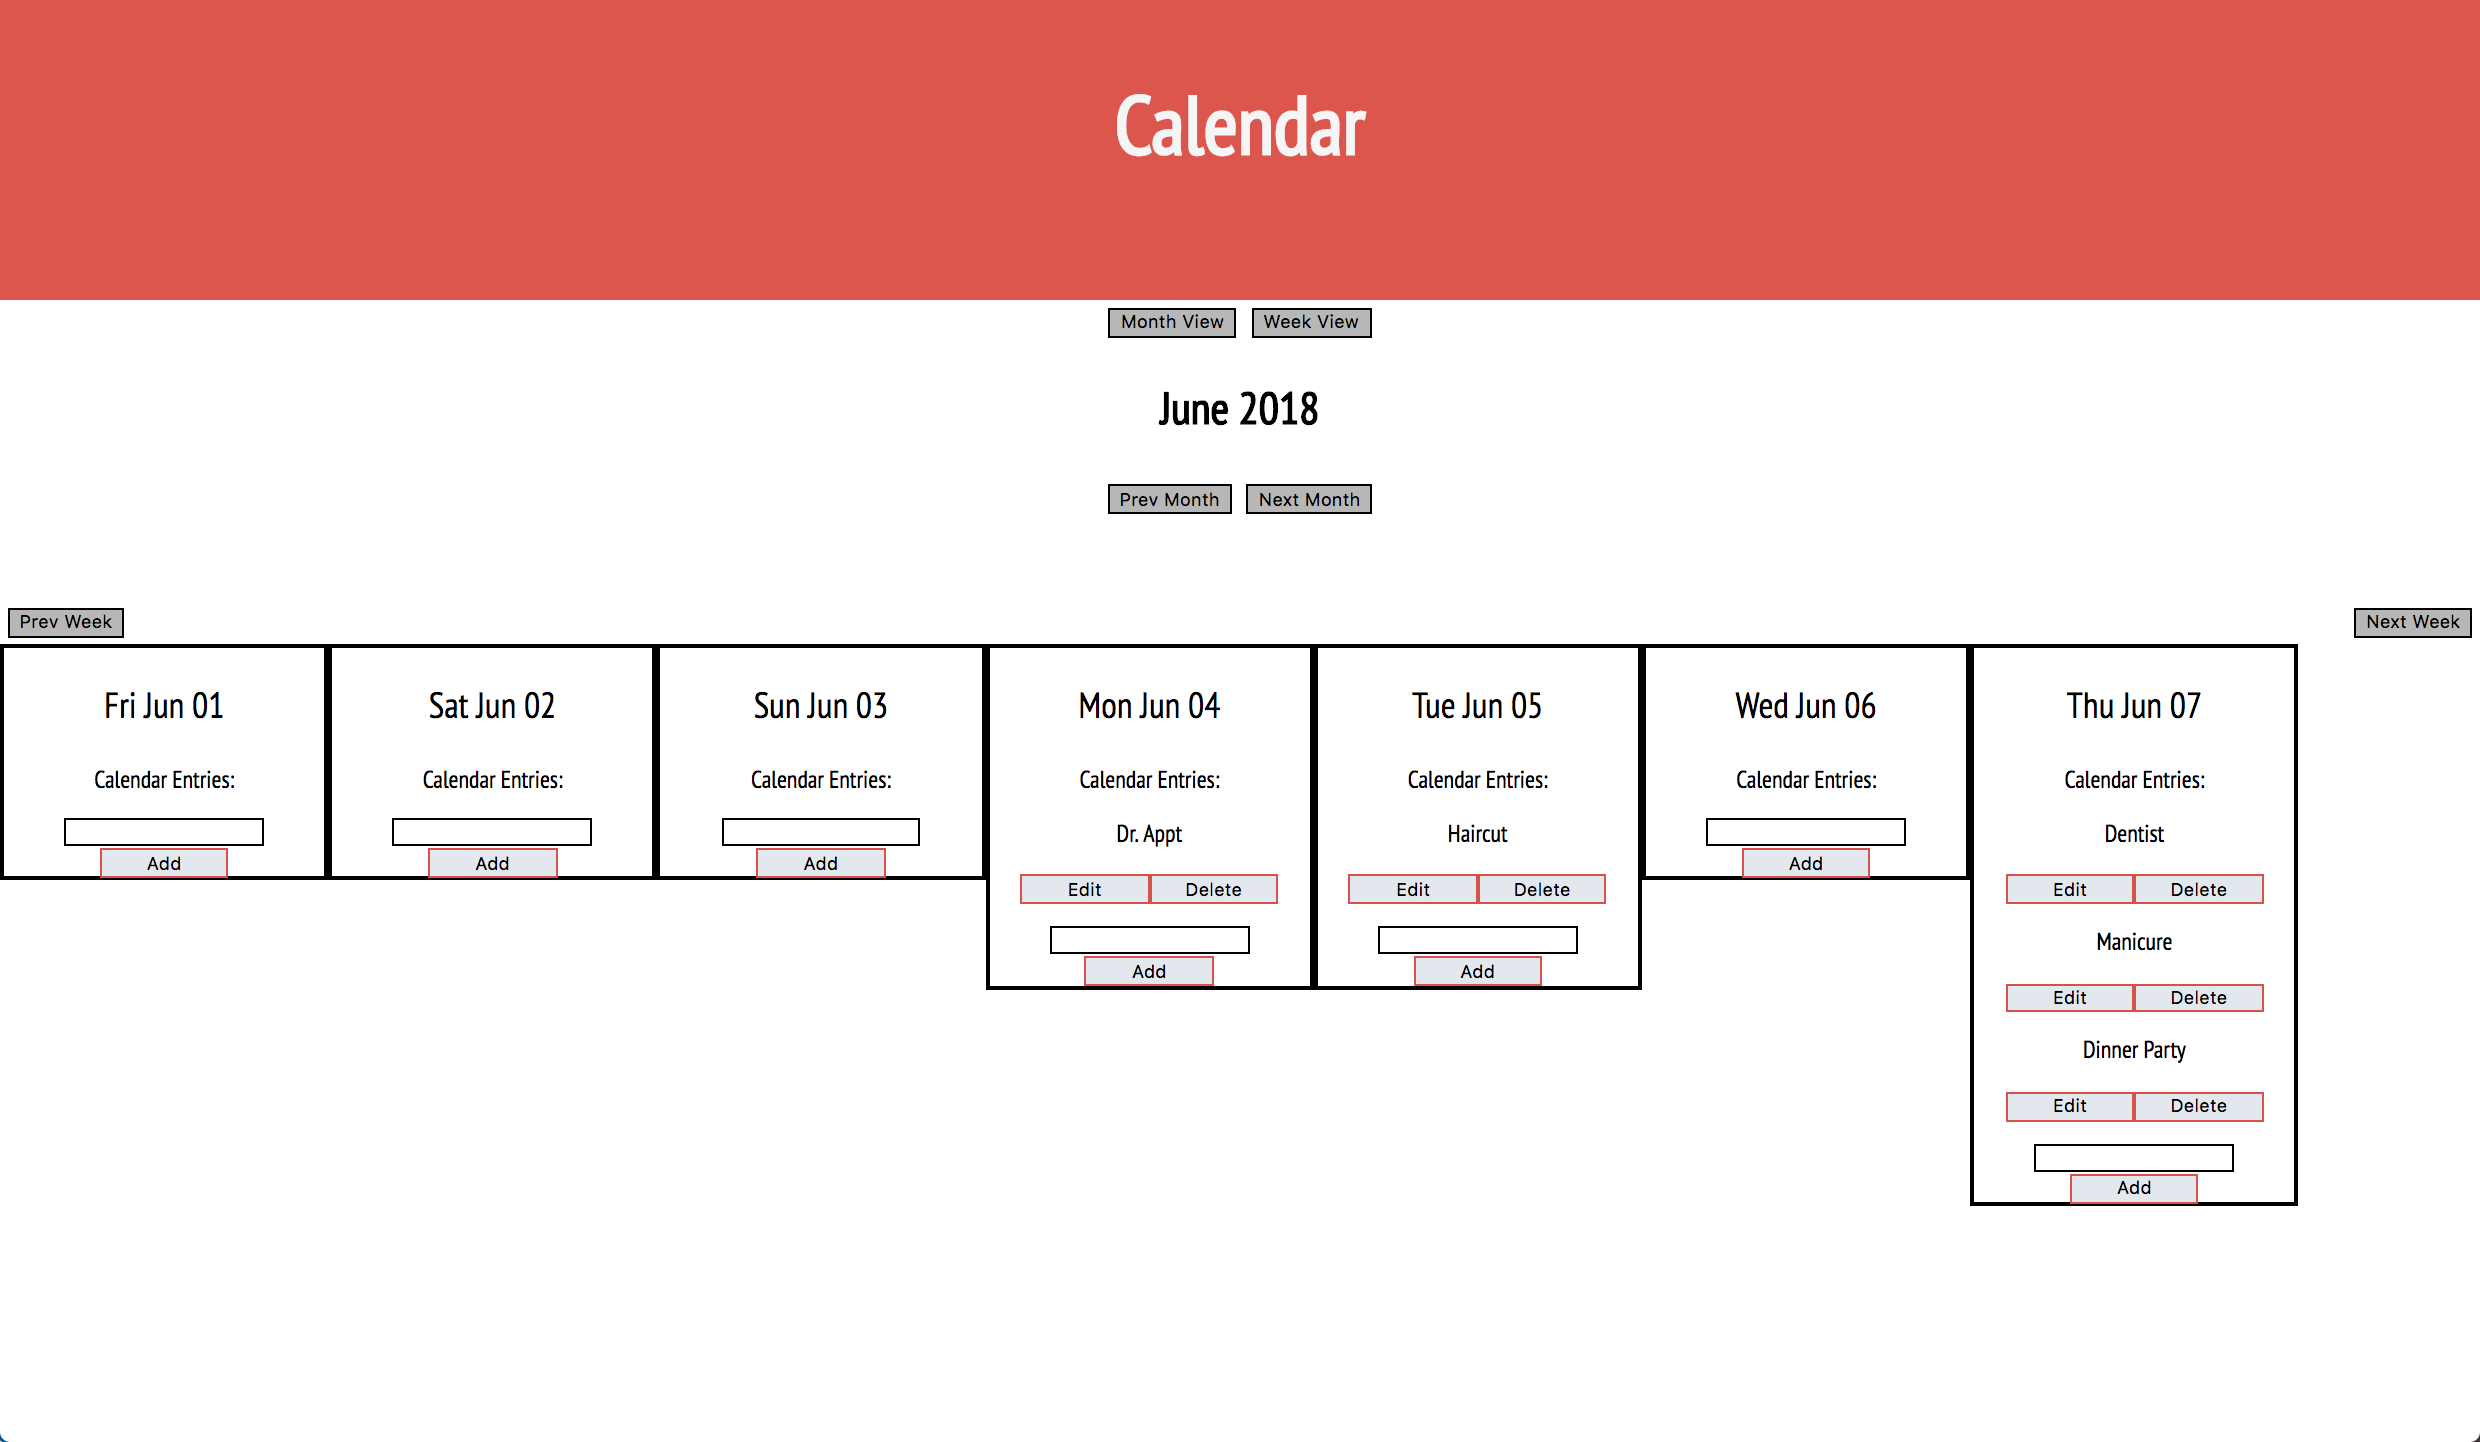 Calendar
Month View Week View
June 2018
Prev Month Next Month
Prev Week Next Week
Fri Jun 01
Calendar Entries:
Add
Sat Jun 02
Calendar Entries:
Add
Sun Jun 03
Calendar Entries:
Add
Mon Jun 04
Calendar Entries:
Dr. Appt
Edit Delete
Add
Tue Jun 05
Calendar Entries:
Haircut
Edit Delete
Add
Wed Jun 06
Calendar Entries:
Add
Thu Jun 07
Calendar Entries:
Dentist
Edit Delete
Manicure
Edit Delete
Dinner Party
Edit Delete
Add